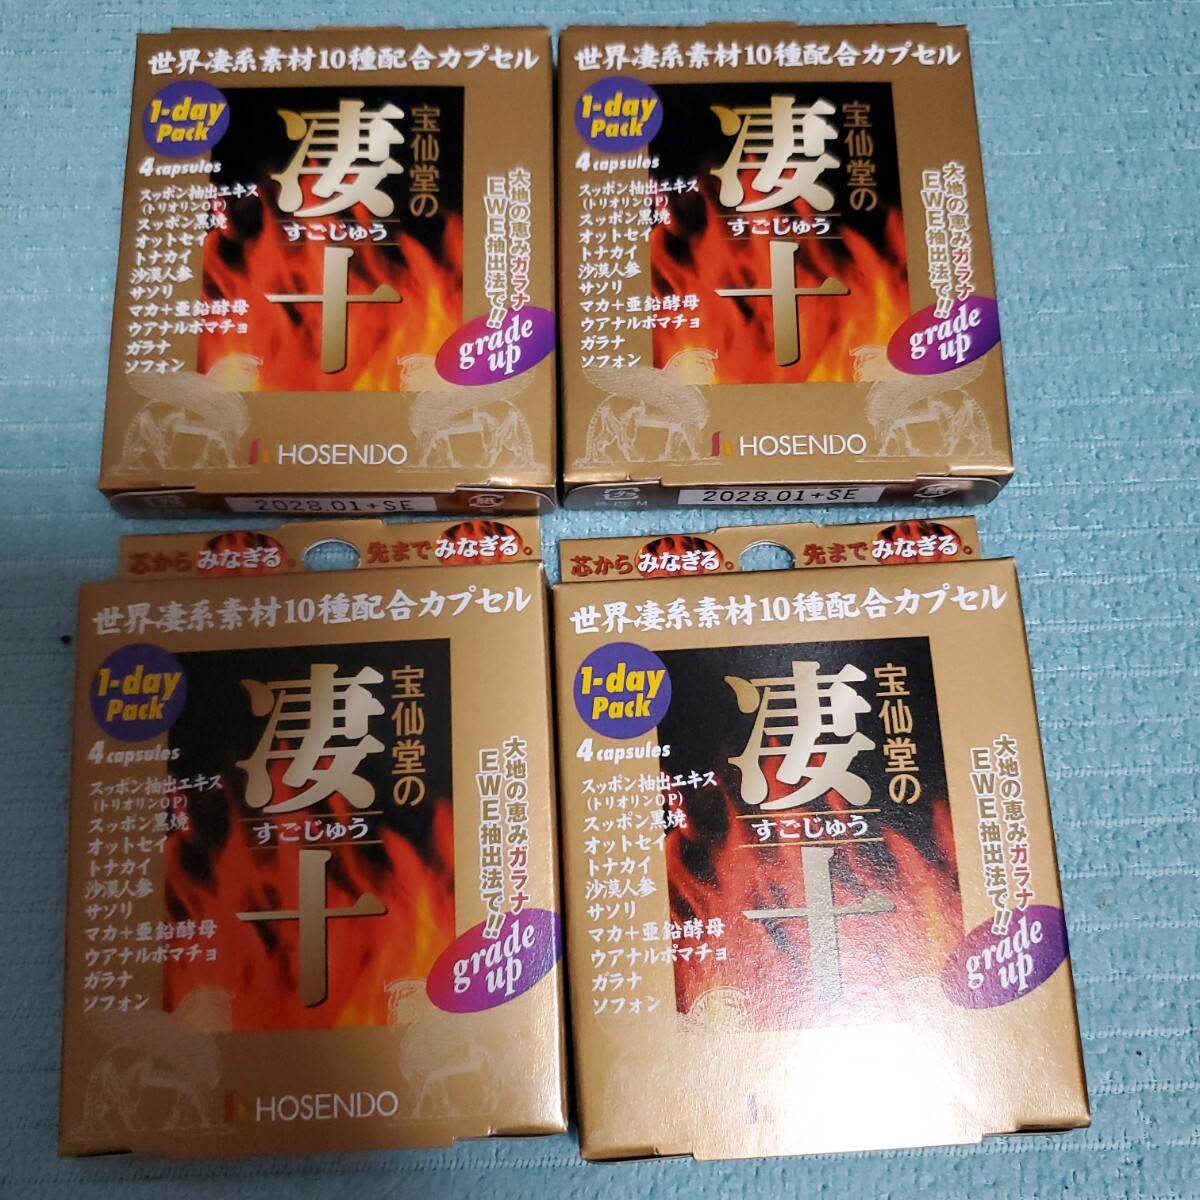 世界凄系素材10種配合カプセル
1-day
Pack
4 capsules
スッポン抽出エキス
(トリオリンOP)
スッポン黒焼
オットセイ
トナカイ
沙漠人参
サソリ
マカ+亜鉛酵母
ウアナルポマチョ
ガラナ
ソフォン
宝仙堂の
凄十
すごじゅう
大地の恵みガラナ
EWE抽出法で!!
grade
up
HOSENDO
2028.01+SE
紙
世界凄系素材10種配合カプセル
1-day
Pack
4 capsules
スッポン抽出エキス
(トリオリンOP)
スッポン黒焼
オットセイ
トナカイ
沙漠人参
サソリ
マカ+亜鉛酵母
ウアナルポマチョ
ガラナ
ソフォン
宝仙堂の
凄十
すごじゅう
大地の恵みガラナ
EWE抽出法で!!
grade
up
HOSENDO
プラ
2028.01+SE
紙
芯からみなぎる。 先までみなぎる。
世界凄系素材10種配合カプセル
1-day
Pack
4 capsules
スッポン抽出エキス
(トリオリンOP)
スッポン黒焼
オットセイ
トナカイ
沙漠人参
サソリ
マカ+亜鉛酵母
ウアナルポマチョ
ガラナ
ソフォン
宝仙堂の
凄十
すごじゅう
大地の恵みガラナ
EWE抽出法で!!
grade
up
HOSENDO
芯からみなぎる。 先までみなぎる。
世界凄系素材10種配合カプセル
1-day
Pack
4 capsules
スッポン抽出エキス
(トリオリンOP)
スッポン黒焼
オットセイ
トナカイ
沙漠人参
サソリ
マカ+亜鉛酵母
ウアナルポマチョ
ガラナ
ソフォン
宝仙堂の
凄十
すごじゅう
大地の恵みガラナ
EWE抽出法で!!
grade
up